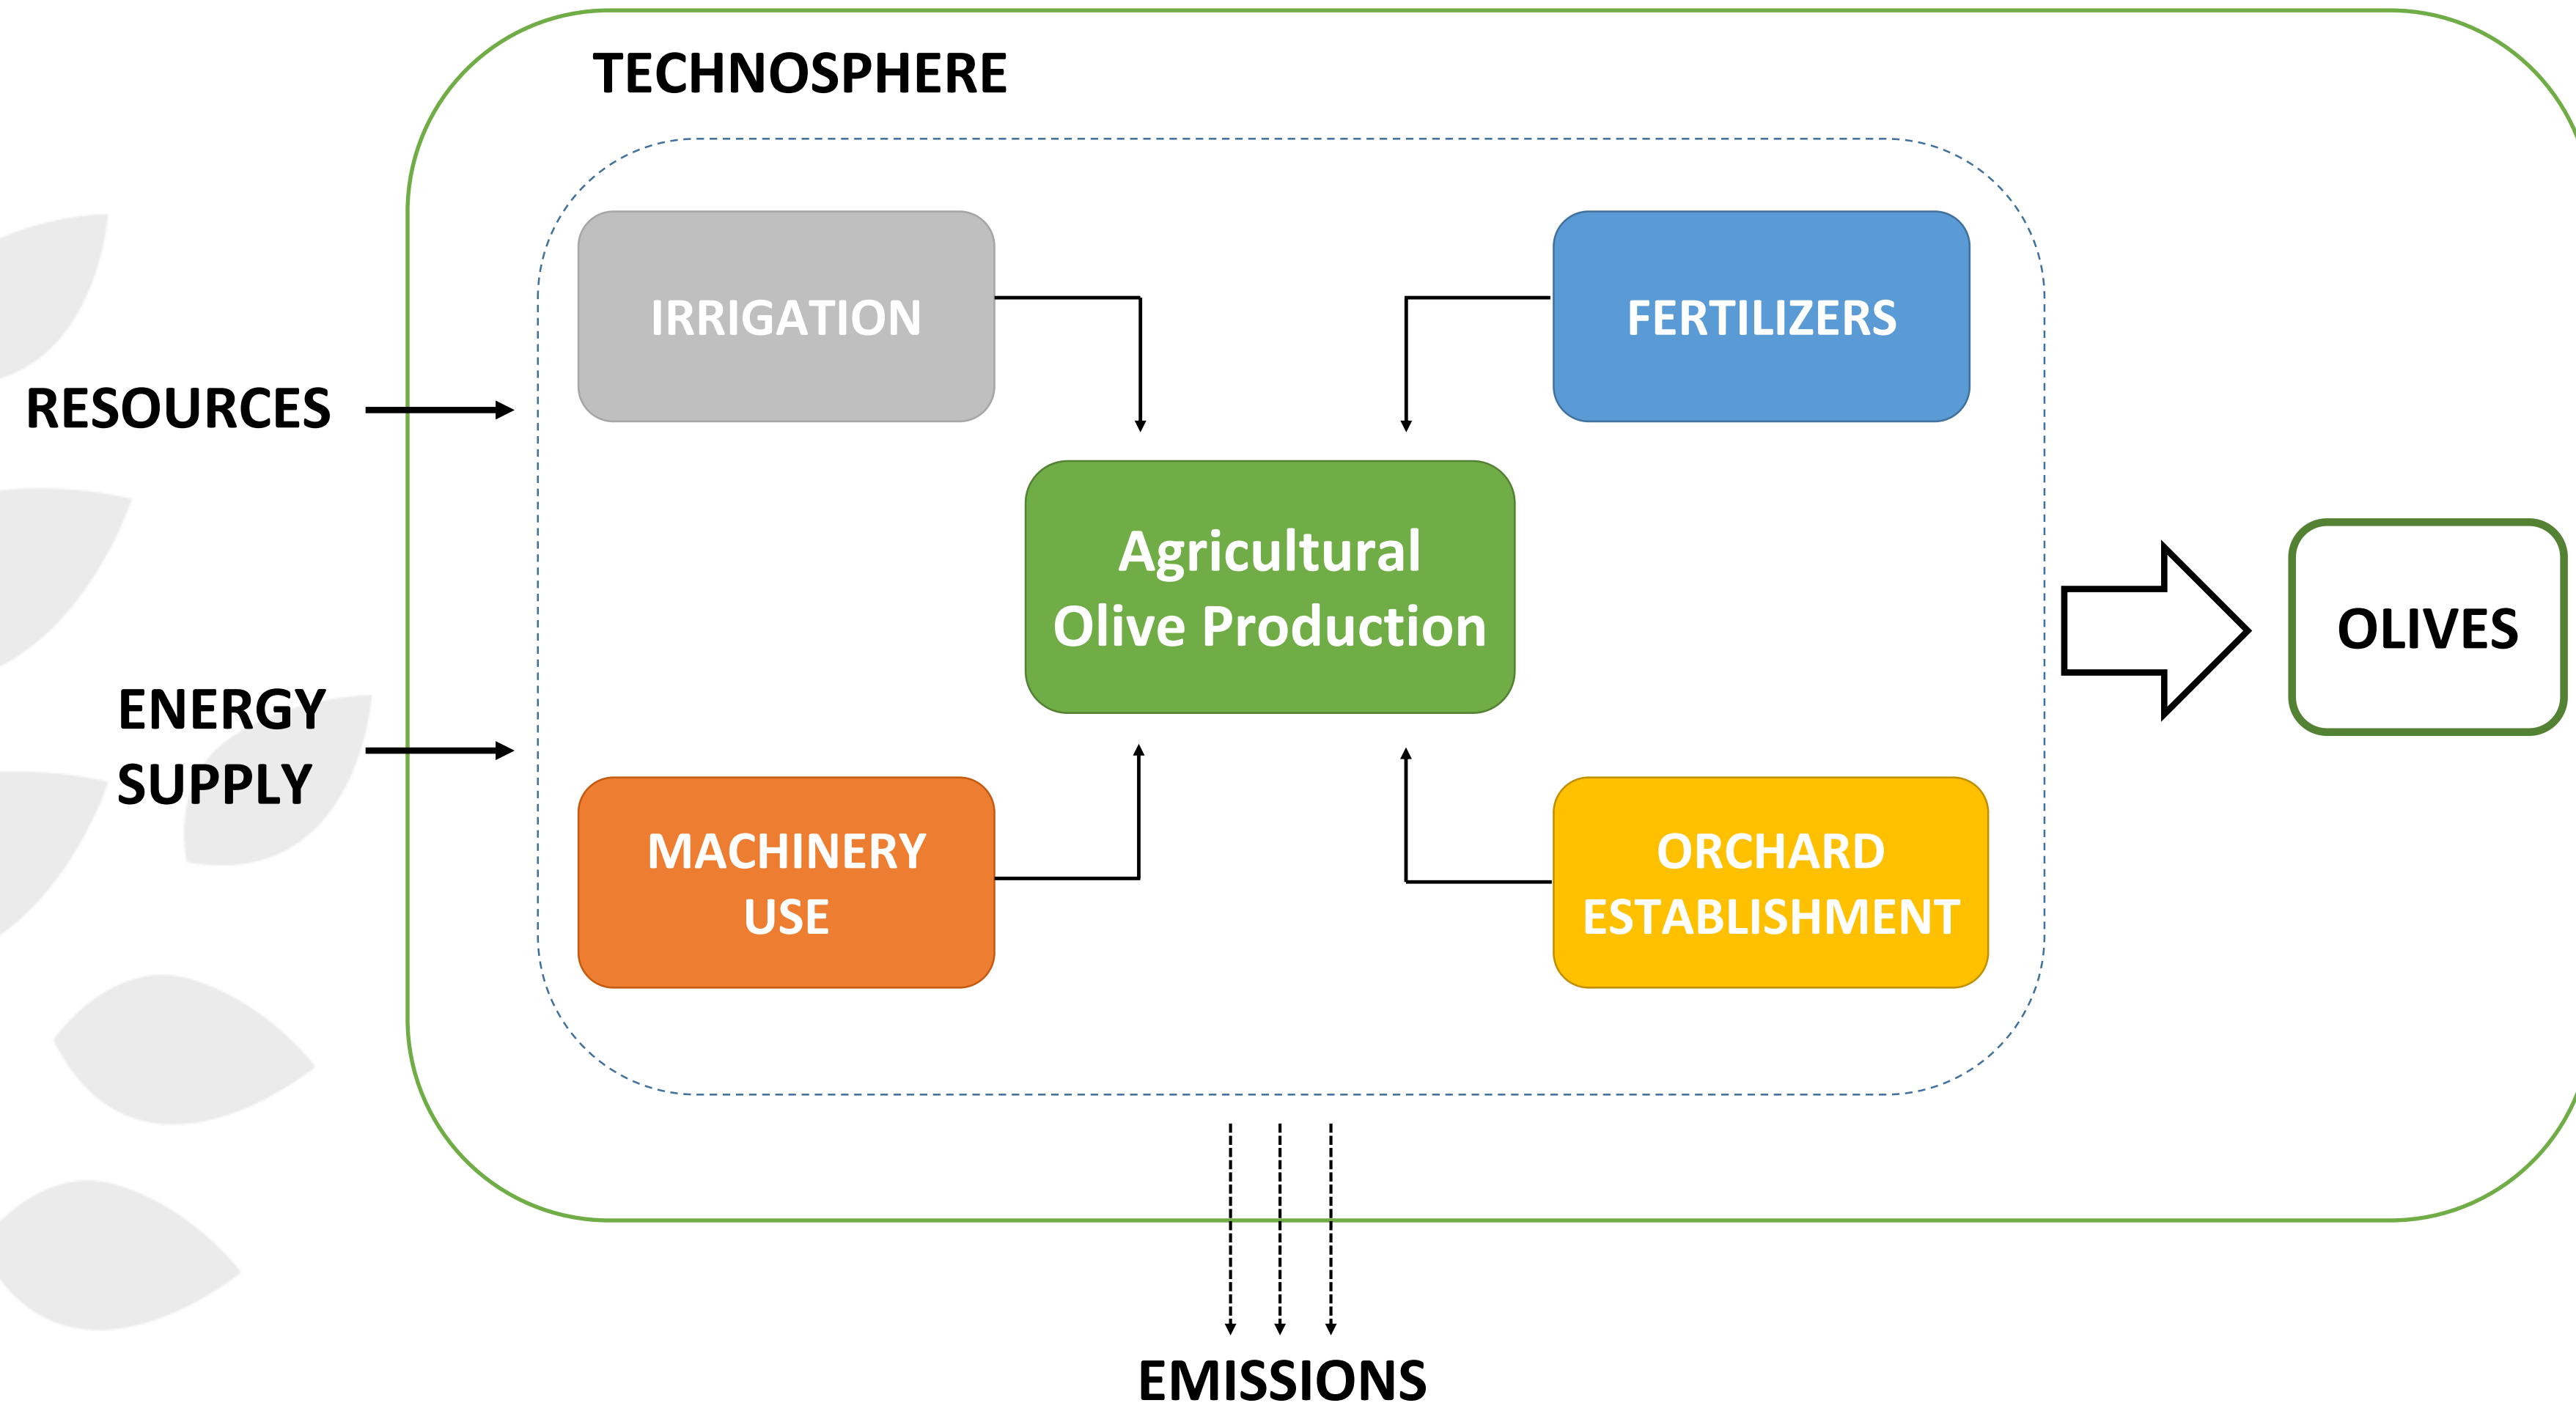 TECHNOSPHERE
IRRIGATION
FERTILIZERS
RESOURCES
Agricultural
Olive Production
OLIVES
ENERGY
SUPPLY
MACHINERY
USE
ORCHARD
ESTABLISHMENT
EMISSIONS